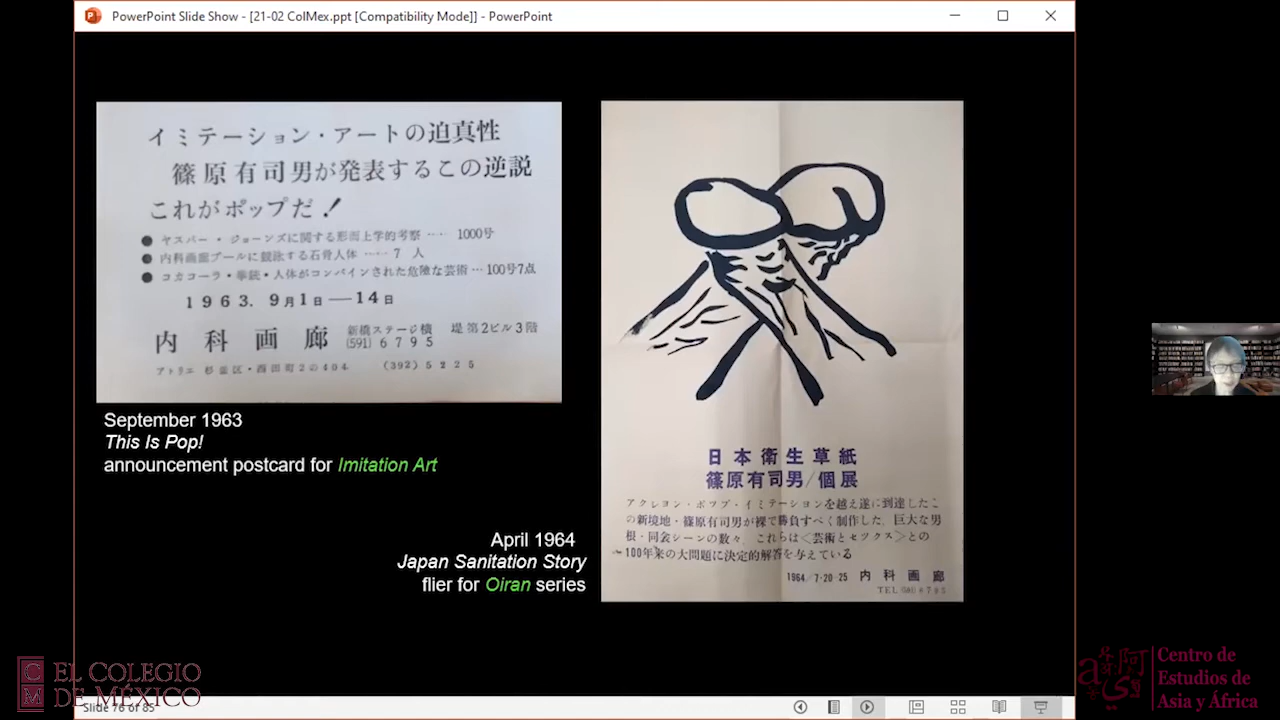 PowerPoint Slide Show - [21-02 ColMex.ppt [Compatibility Mode]] - PowerPoint
イミテーション・アートの迫真性
篠原有司男が発表するこの逆説
これがポップだ!
● ヤスパー・ジョーンズに関する形而上学的考察 ‥‥ 1000号
● 内科画廊プールに競泳する石骨人体 ‥‥‥ 7人
● コカコーラ・拳銃・人体がコンバインされた危険な芸術 … 100号7点
1963. 9月1日—14日
内科画廊 新橋ステージ横 堤第2ビル3階
(591) 6795
アトリエ 杉並区・西田町2の404 (392) 5225
September 1963
This Is Pop!
announcement postcard for Imitation Art
April 1964
Japan Sanitation Story
flier for Oiran series
日本衛生草紙
篠原有司男/個展
アクレヨン・ポップ・イミテーションを越え遂に到達したこ
の新境地・篠原有司男が裸で勝負すべく制作した、巨大な男
根・同衾シーンの数々、これらは<芸術とセックス>との
100年来の大問題に決定的解答を与えている
1964/7・20-25 内科画廊
TEL (591) 6795
EL COLEGIO
DE MÉXICO
Slide 76 of 85
Centro de
Estudios de
Asia y África